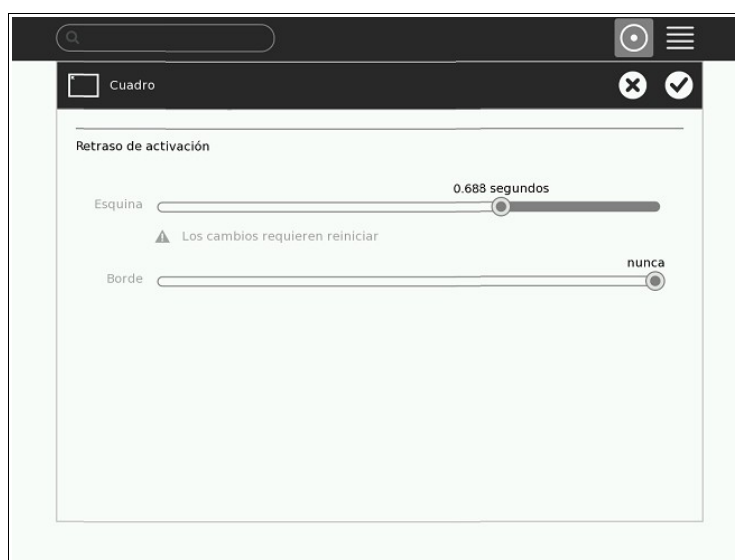 Cuadro
Retraso de activación
0.688 segundos
Esquina
Los cambios requieren reiniciar
nunca
Borde